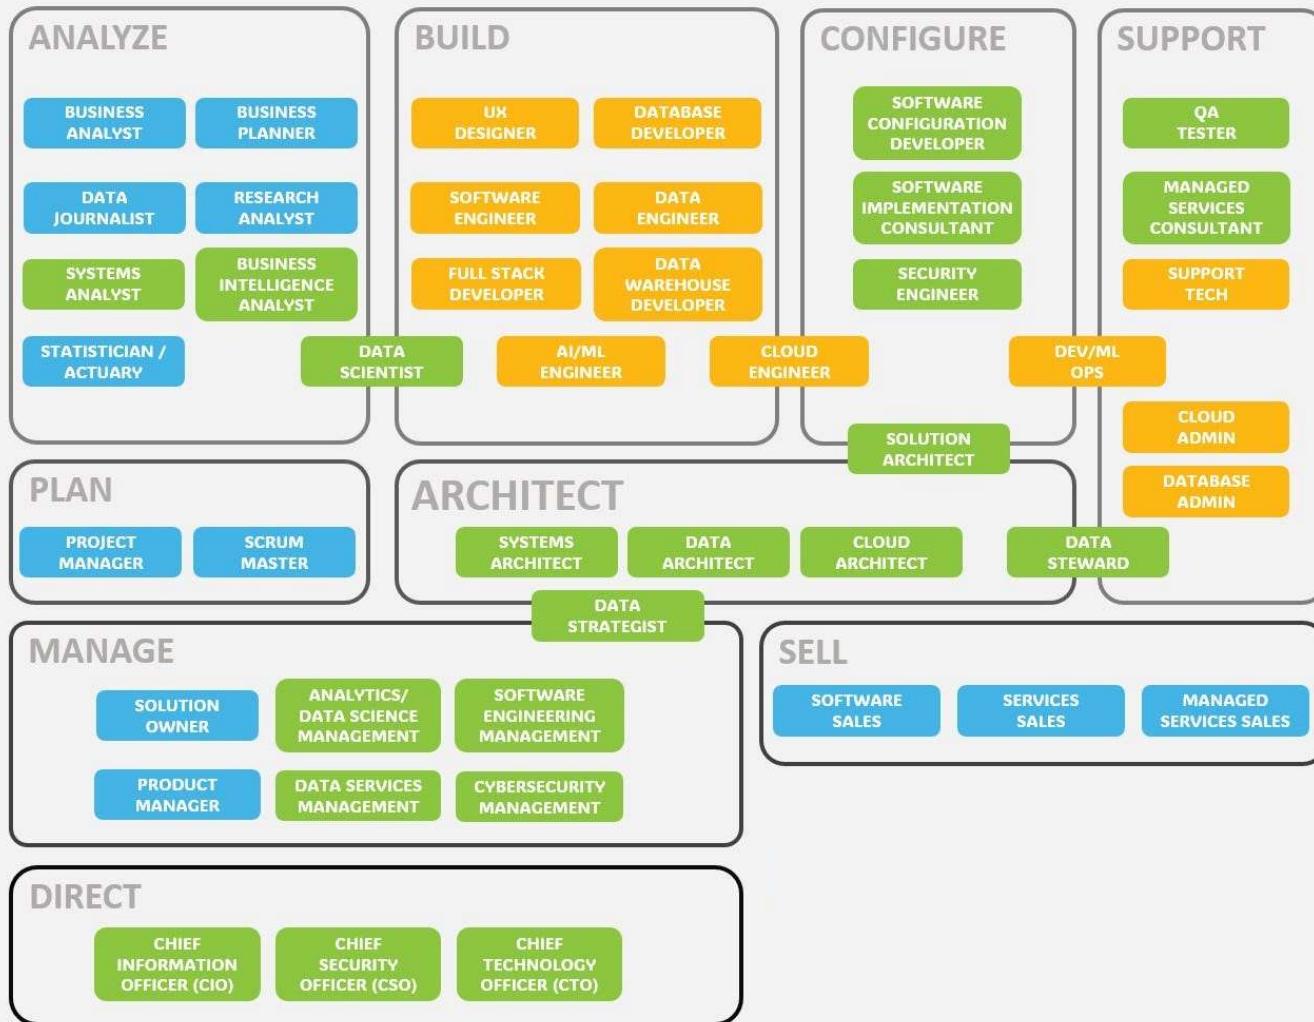 ANALYZE
BUSINESS
ANALYST
BUSINESS
PLANNER
DATA
JOURNALIST
RESEARCH
ANALYST
SYSTEMS
ANALYST
BUSINESS
INTELLIGENCE
ANALYST
STATISTICIAN /
ACTUARY
DATA
SCIENTIST
BUILD
UX
DESIGNER
DATABASE
DEVELOPER
SOFTWARE
ENGINEER
DATA
ENGINEER
FULL STACK
DEVELOPER
DATA
WAREHOUSE
DEVELOPER
AI/ML
ENGINEER
CLOUD
ENGINEER
CONFIGURE
SOFTWARE
CONFIGURATION
DEVELOPER
SOFTWARE
IMPLEMENTATION
CONSULTANT
SECURITY
ENGINEER
DEV/ML
OPS
SOLUTION
ARCHITECT
SUPPORT
QA
TESTER
MANAGED
SERVICES
CONSULTANT
SUPPORT
TECH
CLOUD
ADMIN
DATABASE
ADMIN
PLAN
PROJECT
MANAGER
SCRUM
MASTER
ARCHITECT
SYSTEMS
ARCHITECT
DATA
ARCHITECT
CLOUD
ARCHITECT
DATA
STEWARD
DATA
STRATEGIST
MANAGE
SOLUTION
OWNER
ANALYTICS/
DATA SCIENCE
MANAGEMENT
SOFTWARE
ENGINEERING
MANAGEMENT
PRODUCT
MANAGER
DATA SERVICES
MANAGEMENT
CYBERSECURITY
MANAGEMENT
SELL
SOFTWARE
SALES
SERVICES
SALES
MANAGED
SERVICES SALES
DIRECT
CHIEF
INFORMATION
OFFICER (CIO)
CHIEF
SECURITY
OFFICER (CSO)
CHIEF
TECHNOLOGY
OFFICER (CTO)